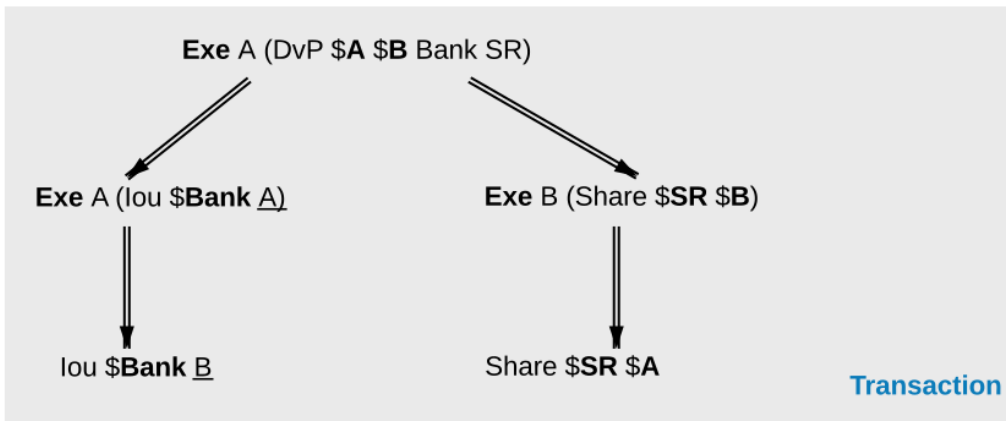 Exe A (DvP $A $B Bank SR)
Exe A (Iou $Bank A)
Exe B (Share $SR $B)
Iou $Bank B
Share $SR $A
Transaction